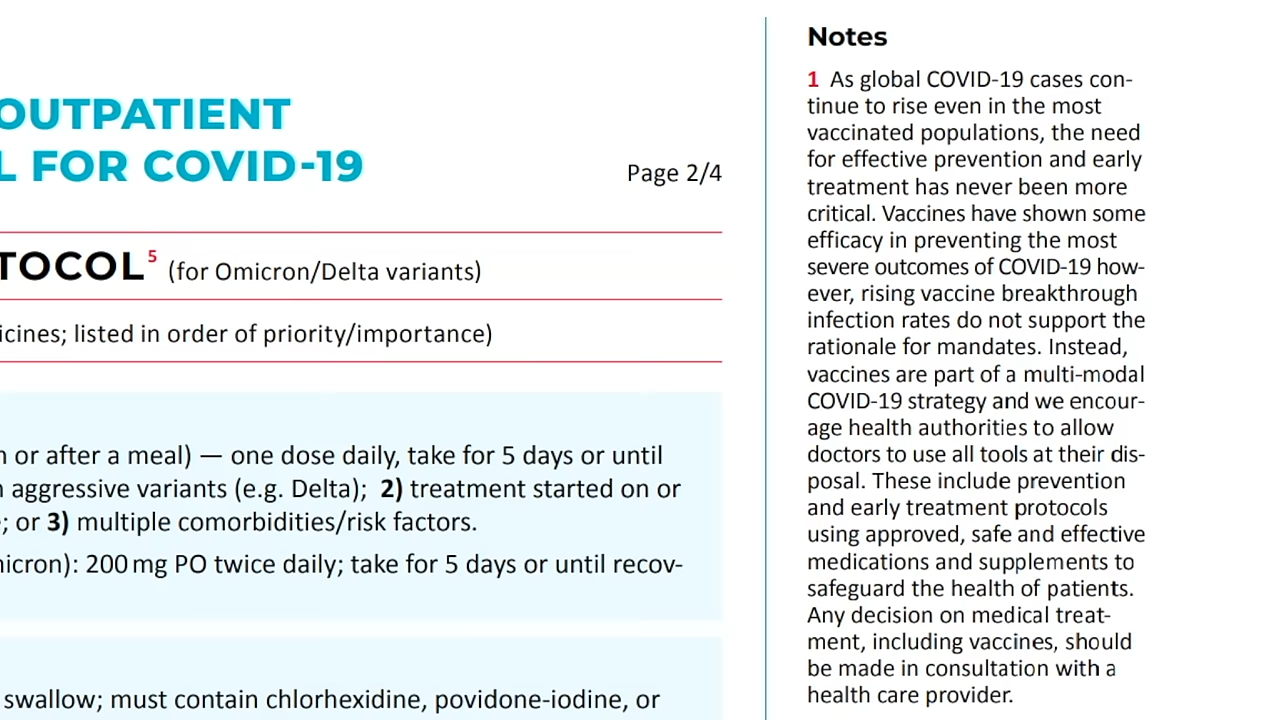 OUTPATIENT
L FOR COVID-19
Page 2/4
TOCOL5 (for Omicron/Delta variants)
icines; listed in order of priority/importance)
n or after a meal) — one dose daily, take for 5 days or until
n aggressive variants (e.g. Delta); 2) treatment started on or
; or 3) multiple comorbidities/risk factors.
nicron): 200 mg PO twice daily; take for 5 days or until recov-
swallow; must contain chlorhexidine, povidone-iodine, or
Notes
1 As global COVID-19 cases con-
tinue to rise even in the most
vaccinated populations, the need
for effective prevention and early
treatment has never been more
critical. Vaccines have shown some
efficacy in preventing the most
severe outcomes of COVID-19 how-
ever, rising vaccine breakthrough
infection rates do not support the
rationale for mandates. Instead,
vaccines are part of a multi-modal
COVID-19 strategy and we encour-
age health authorities to allow
doctors to use all tools at their dis-
posal. These include prevention
and early treatment protocols
using approved, safe and effective
medications and supplements to
safeguard the health of patients.
Any decision on medical treat-
ment, including vaccines, should
be made in consultation with a
health care provider.